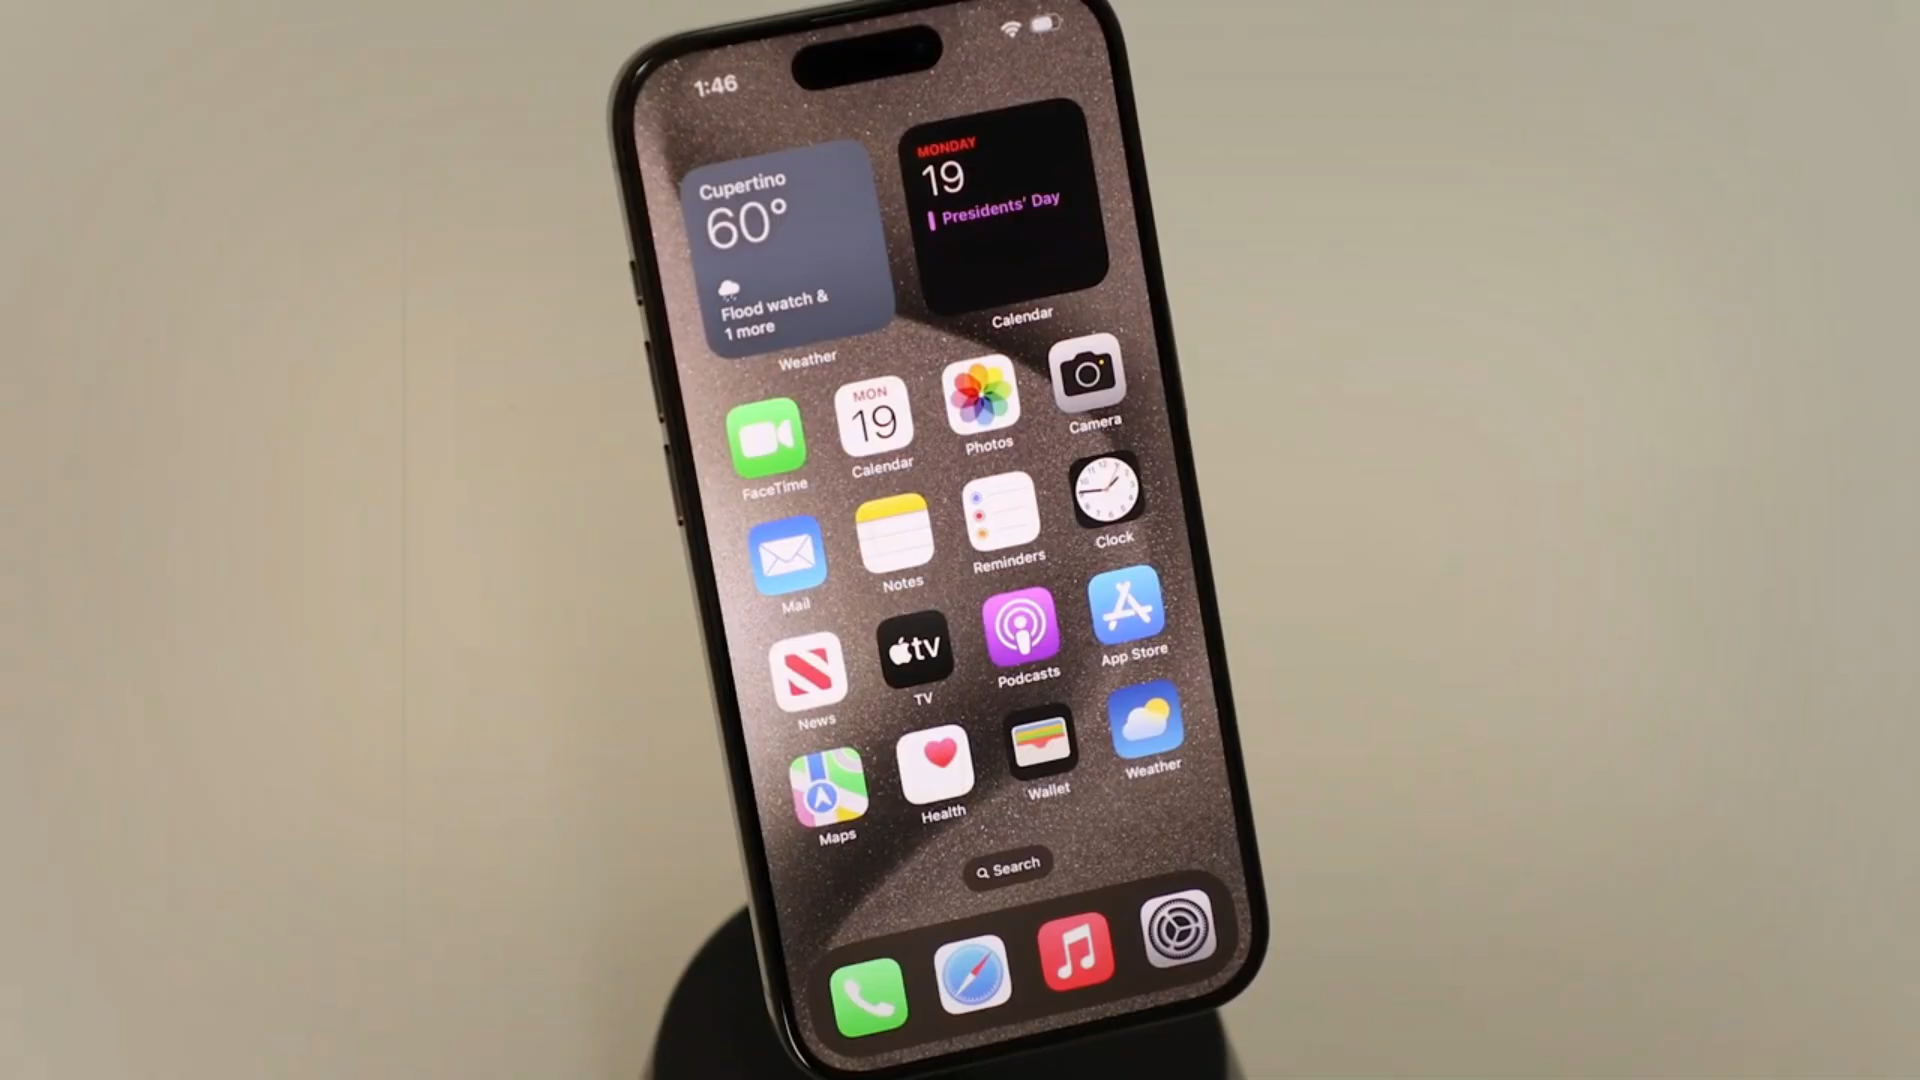 1:46
Cupertino
60°
Flood watch &
1 more
Weather
MONDAY
19
Presidents' Day
Calendar
FaceTime
MON
19
Calendar
Photos
Camera
Mail
Notes
Reminders
Clock
News
tv
TV
Podcasts
App Store
Maps
Health
Wallet
Weather
Search